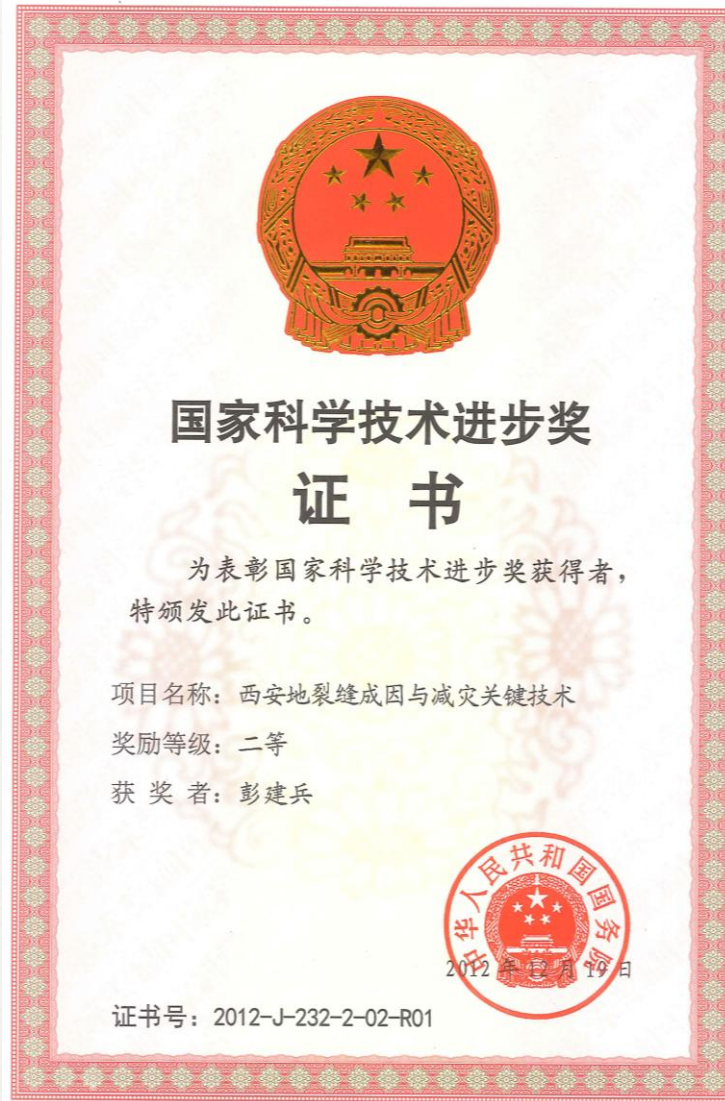 国家科学技术进步奖
证 书
为表彰国家科学技术进步奖获得者，
特颁发此证书。
项目名称：西安地裂缝成因与减灾关键技术
奖励等级：二等
获 奖 者：彭建兵
中华人民共和国国务院
2012 年 12 月 19 日
证书号：2012-J-232-2-02-R01